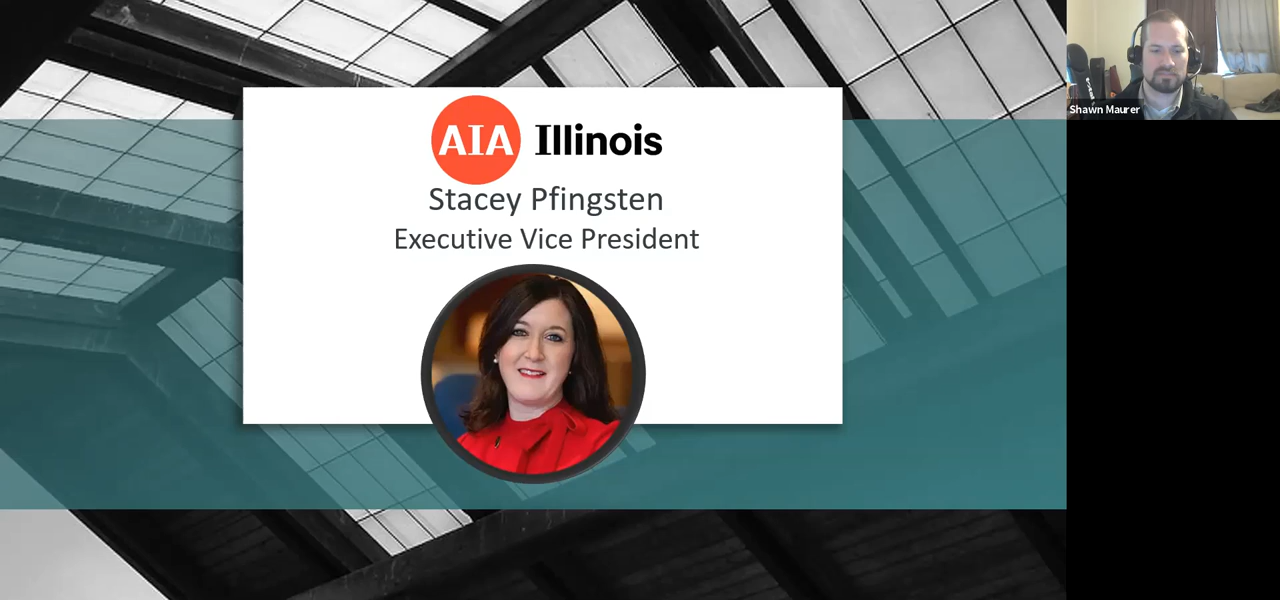 AIA Illinois
Stacey Pfingsten
Executive Vice President
Shawn Maurer